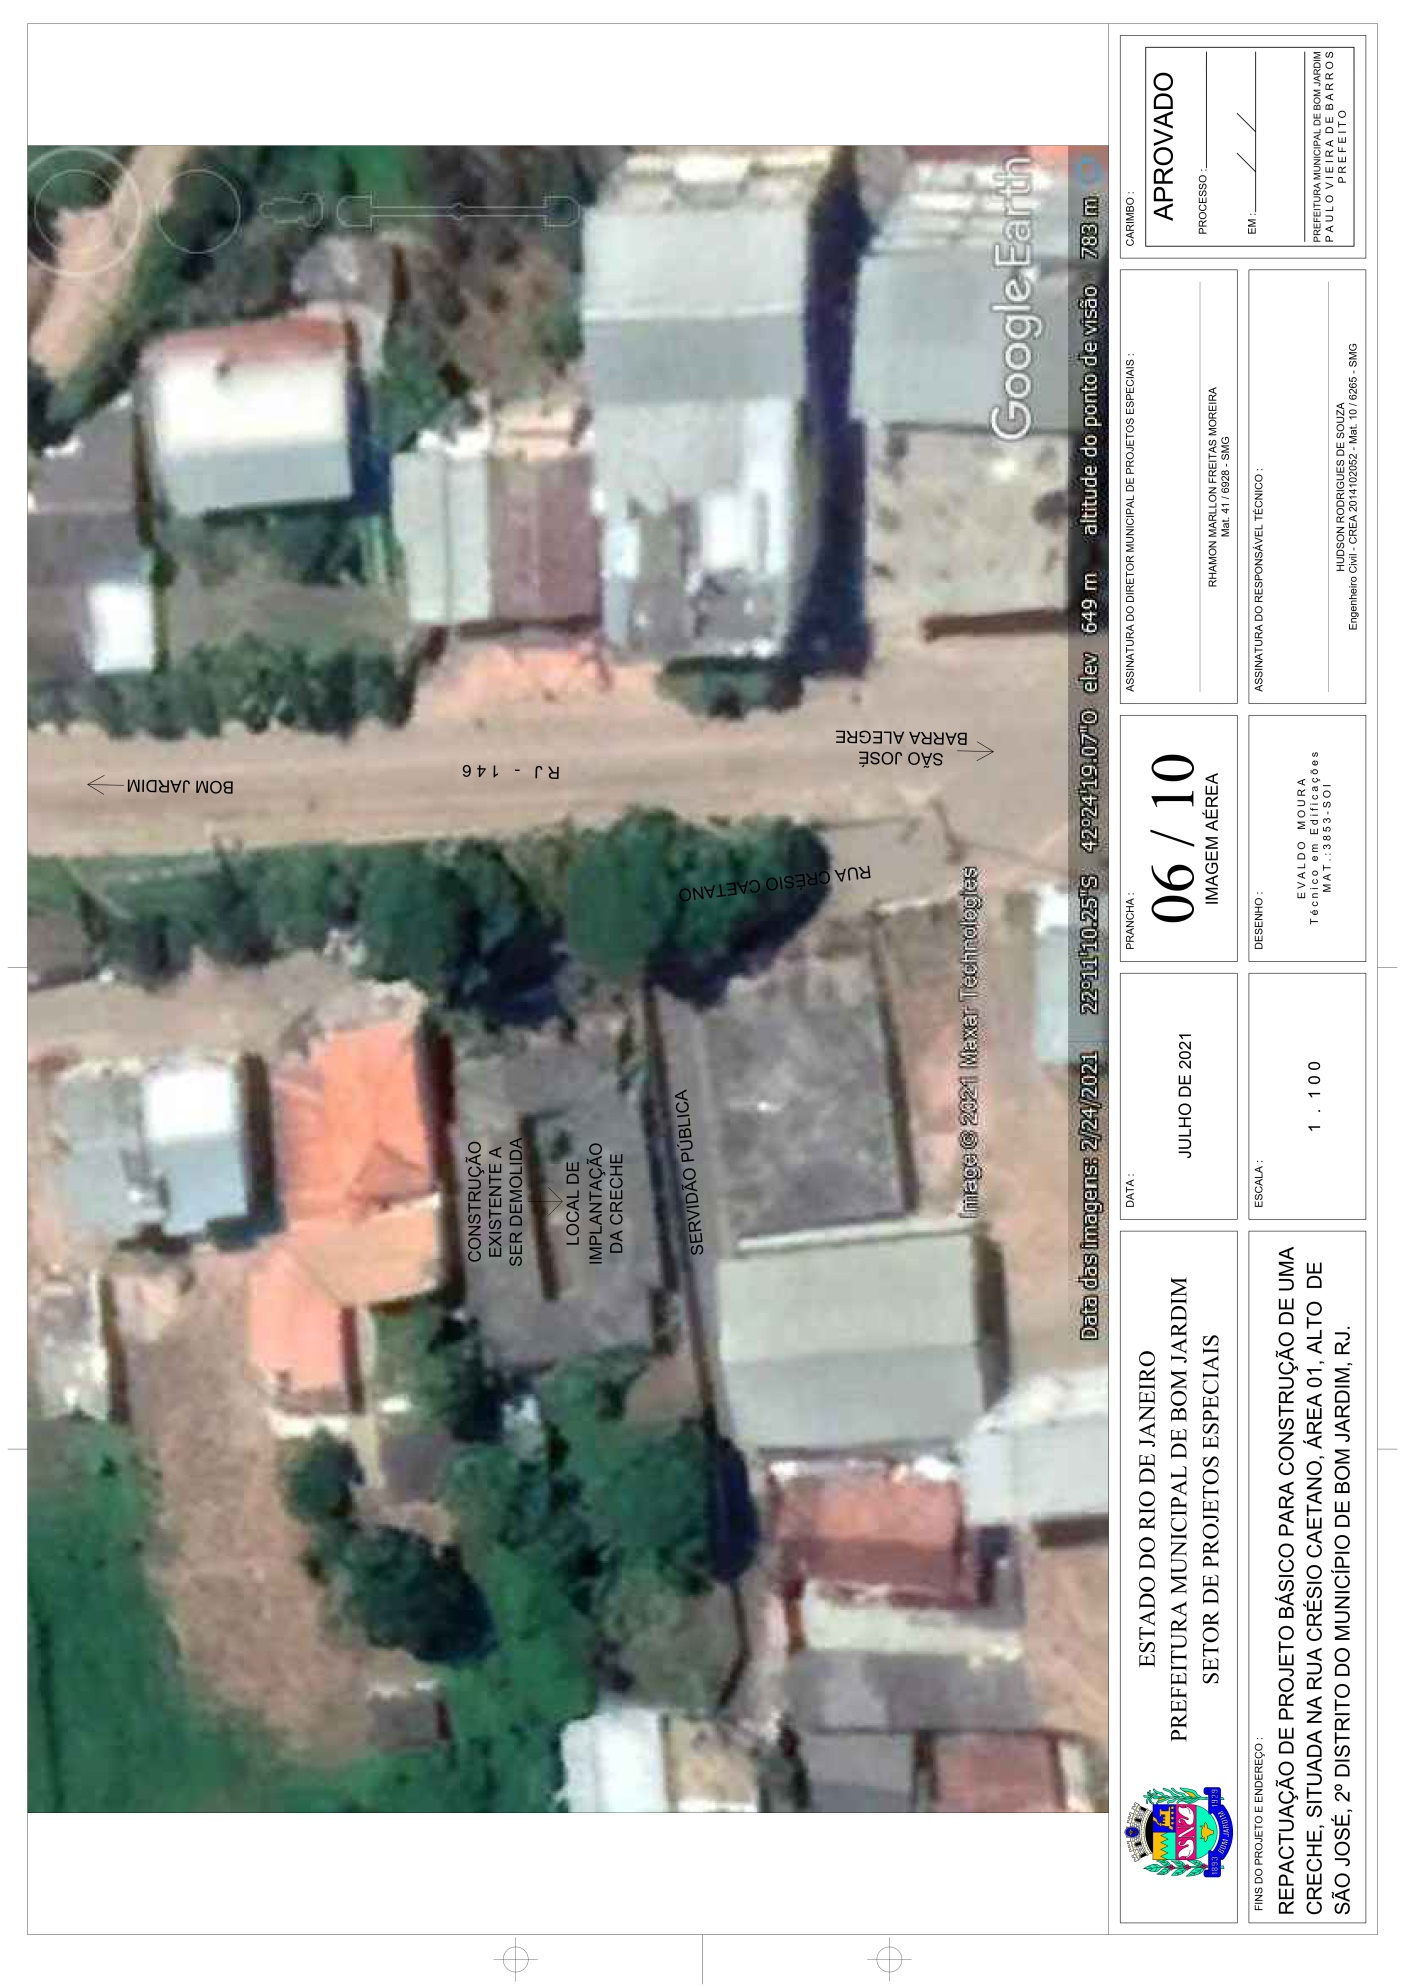 BOM JARDIM
RJ - 146
SÃO JOSÉ
BARRA ALEGRE
RUA CRÉSIO CAETANO
CONSTRUÇÃO
EXISTENTE A
SER DEMOLIDA
LOCAL DE
IMPLANTAÇÃO
DA CRECHE
SERVIDÃO PÚBLICA
Image © 2021 Maxar Technologies
Google Earth
Data das imagens: 2/24/2021 22°11'10.25"S 42°24'19.07"O elev 649 m altitude do ponto de visão 783 m
1893 BOM JARDIM 1929
ESTADO DO RIO DE JANEIRO
PREFEITURA MUNICIPAL DE BOM JARDIM
SETOR DE PROJETOS ESPECIAIS
FINS DO PROJETO E ENDEREÇO :
REPACTUAÇÃO DE PROJETO BÁSICO PARA CONSTRUÇÃO DE UMA
CRECHE, SITUADA NA RUA CRÉSIO CAETANO, ÁREA 01, ALTO DE
SÃO JOSÉ, 2º DISTRITO DO MUNICÍPIO DE BOM JARDIM, RJ.
DATA :
JULHO DE 2021
ESCALA :
1 . 100
PRANCHA :
06 / 10
IMAGEM AÉREA
DESENHO :
EVALDO MOURA
Técnico em Edificações
MAT.:3853-SOI
ASSINATURA DO DIRETOR MUNICIPAL DE PROJETOS ESPECIAIS :
RHAMON MARLLON FREITAS MOREIRA
Mat. 41 / 6928 - SMG
ASSINATURA DO RESPONSÁVEL TÉCNICO :
HUDSON RODRIGUES DE SOUZA
Engenheiro Civil - CREA 2014102052 - Mat. 10 / 6265 - SMG
CARIMBO :
APROVADO
PROCESSO :
EM : / /
PREFEITURA MUNICIPAL DE BOM JARDIM
PAULO VIEIRA DE BARROS
PREFEITO